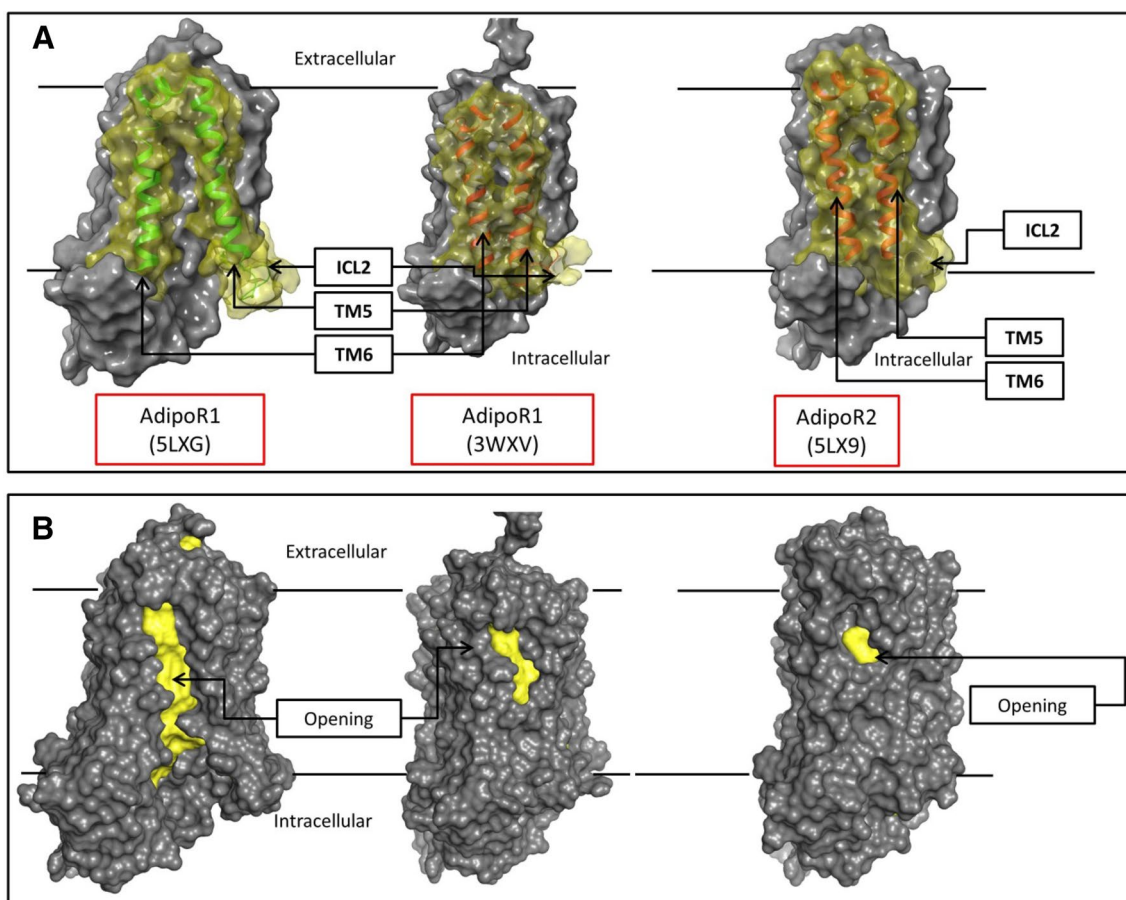 A
Extracellular
ICL2
ICL2
TM5
TM6
TM5
Intracellular
Intracellular
TM6
AdipoR1
(5LXG)
AdipoR1
(3WXV)
AdipoR2
(5LX9)
B
Extracellular
Opening
Opening
Intracellular